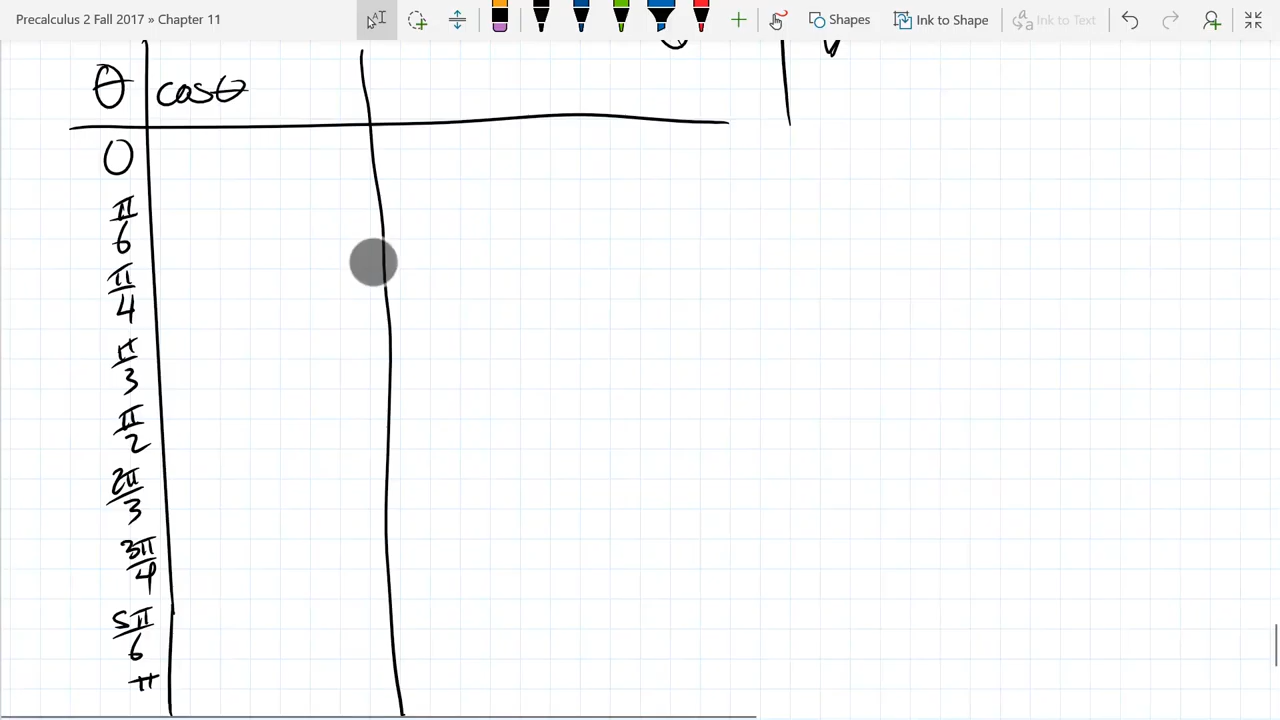 Precalculus 2 Fall 2017 » Chapter 11
Shapes
Ink to Shape
Ink to Text
θ cosθ
0
π/6
π/4
π/3
π/2
2π/3
3π/4
5π/6
π